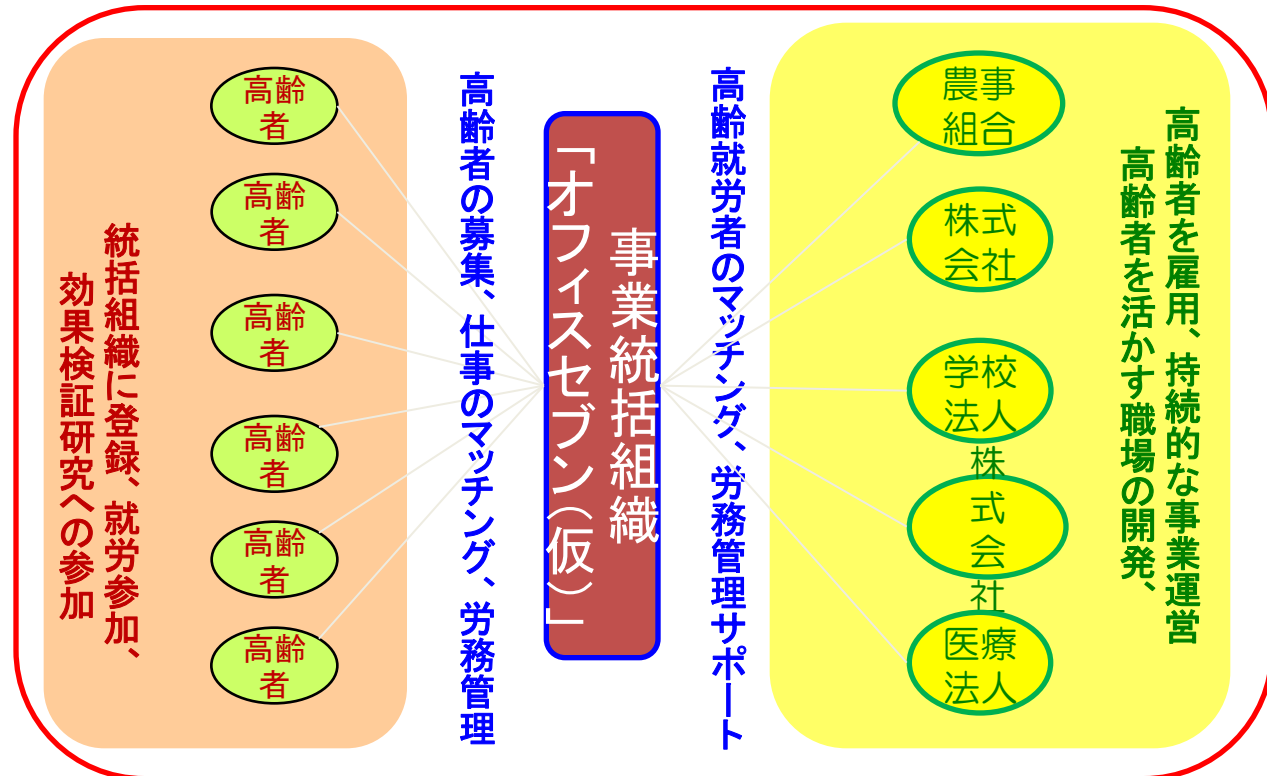 統括組織に登録、就労参加、
効果検証研究への参加
高齢
者
高齢
者
高齢
者
高齢
者
高齢
者
高齢
者
高齢者の募集、仕事のマッチング、労務管理
事業統括組織
「オフィスセブン（仮）」
高齢就労者のマッチング、労務管理サポート
農事
組合
株式
会社
学校
法人
株
式
会
社
医療
法人
高齢者を雇用、持続的な事業運営
高齢者を活かす職場の開発、